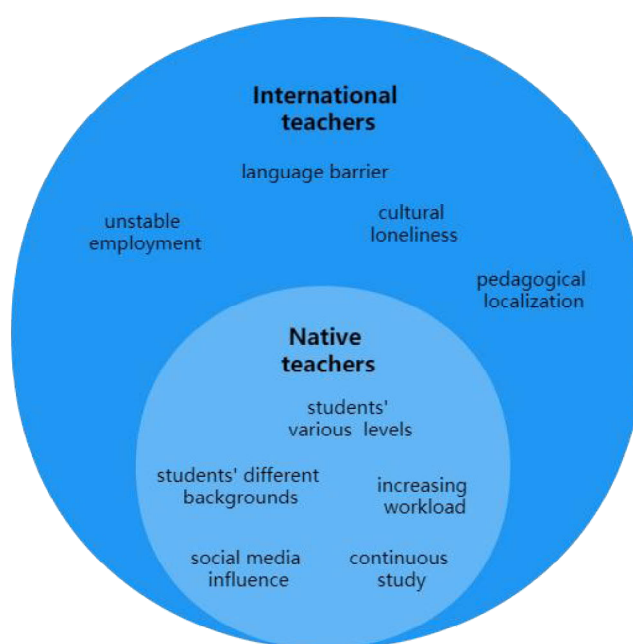 International
teachers
language barrier
unstable
employment
cultural
loneliness
pedagogical
localization
Native
teachers
students'
various levels
students' different
backgrounds
increasing
workload
social media
influence
continuous
study